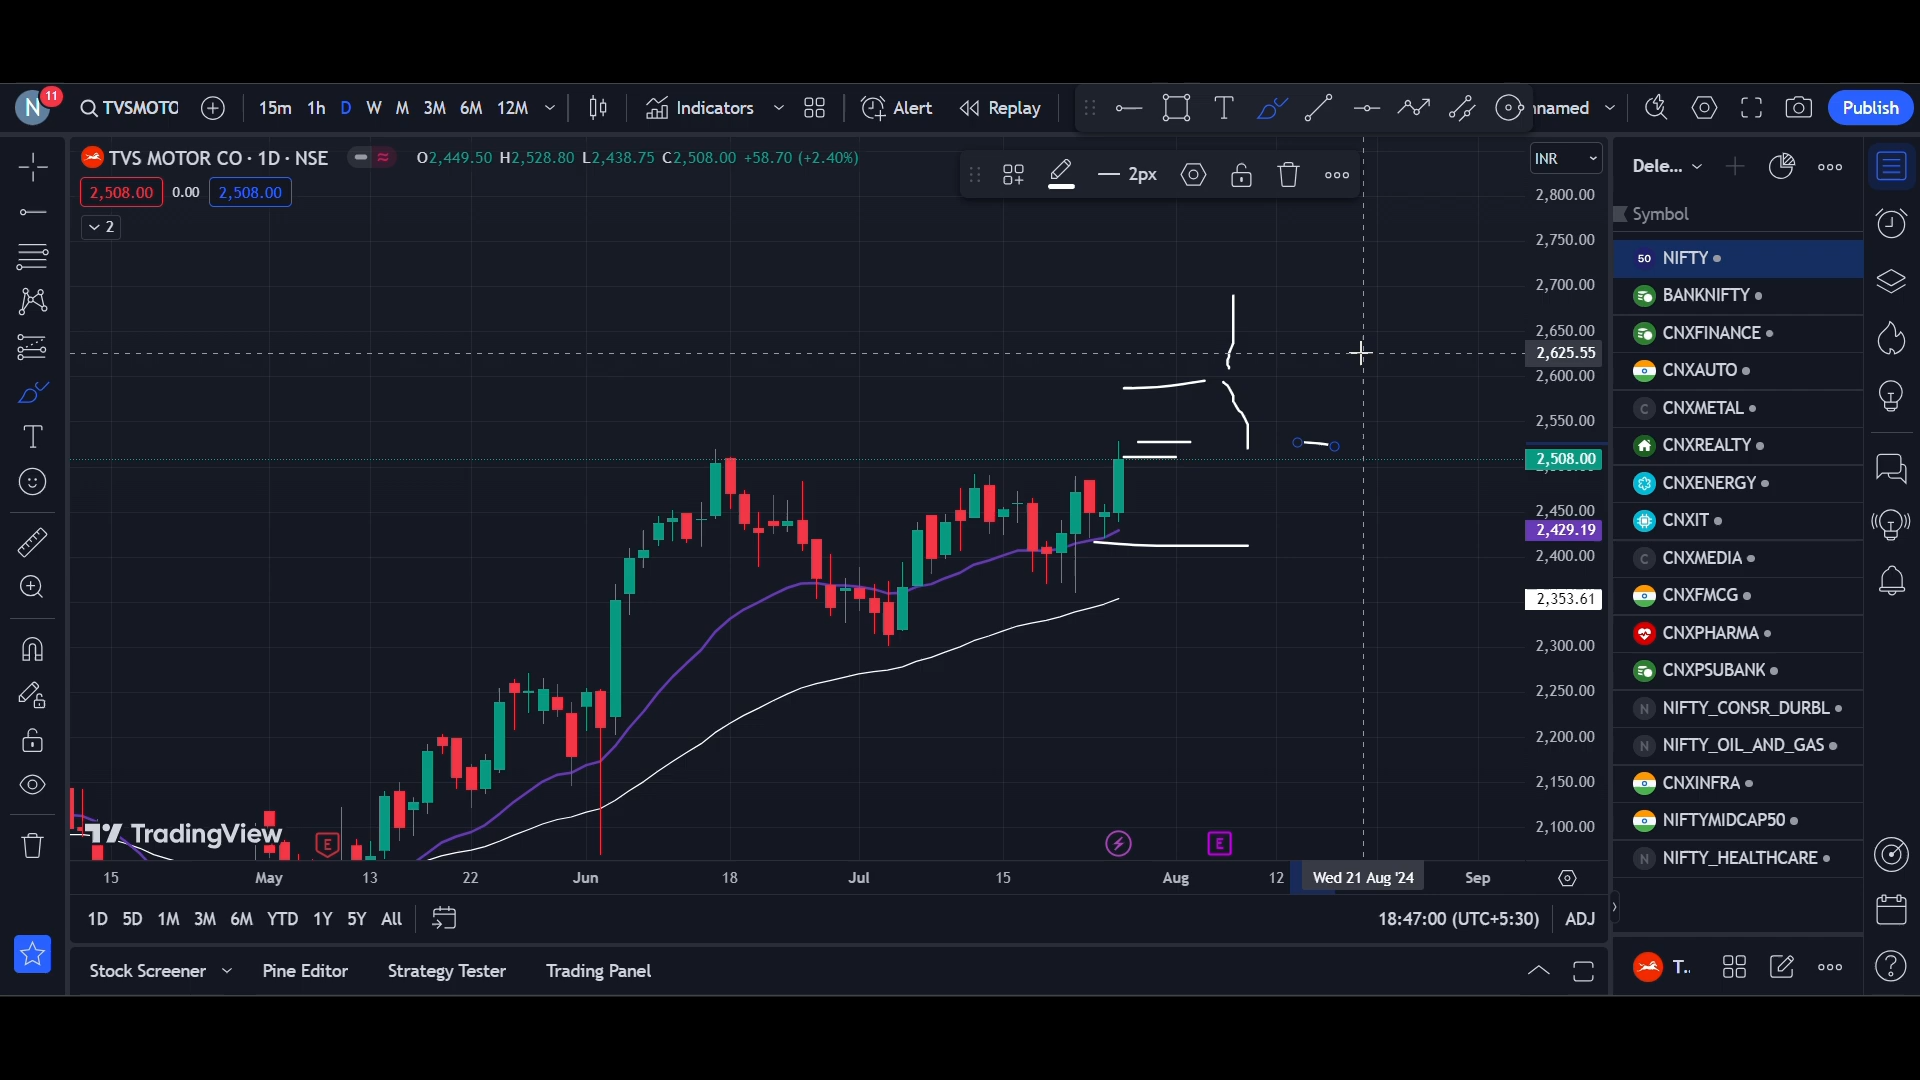 N 11 TVSMOTO 15m 1h D W M 3M 6M 12M Indicators Alert Replay T nnamed Publish
TVS MOTOR CO · 1D · NSE O2,449.50 H2,528.80 L2,438.75 C2,508.00 +58.70 (+2.40%)
2px
INR
Dele...
2,508.00 0.00 2,508.00
2
Symbol
2,800.00
2,750.00
2,700.00
2,650.00
2,625.55
2,600.00
2,550.00
2,508.00
2,450.00
2,429.19
2,400.00
2,353.61
2,300.00
2,250.00
2,200.00
2,150.00
2,100.00
50 NIFTY
BANKNIFTY
CNXFINANCE
CNXAUTO
C CNXMETAL
CNXREALTY
CNXENERGY
CNXIT
C CNXMEDIA
CNXFMCG
CNXPHARMA
CNXPSUBANK
N NIFTY_CONSR_DURBL
N NIFTY_OIL_AND_GAS
CNXINFRA
NIFTYMIDCAP50
N NIFTY_HEALTHCARE
TradingView
E E
15 May 13 22 Jun 18 Jul 15 Aug 12 Wed 21 Aug '24 Sep
1D 5D 1M 3M 6M YTD 1Y 5Y All 18:47:00 (UTC+5:30) ADJ
Stock Screener Pine Editor Strategy Tester Trading Panel
T..